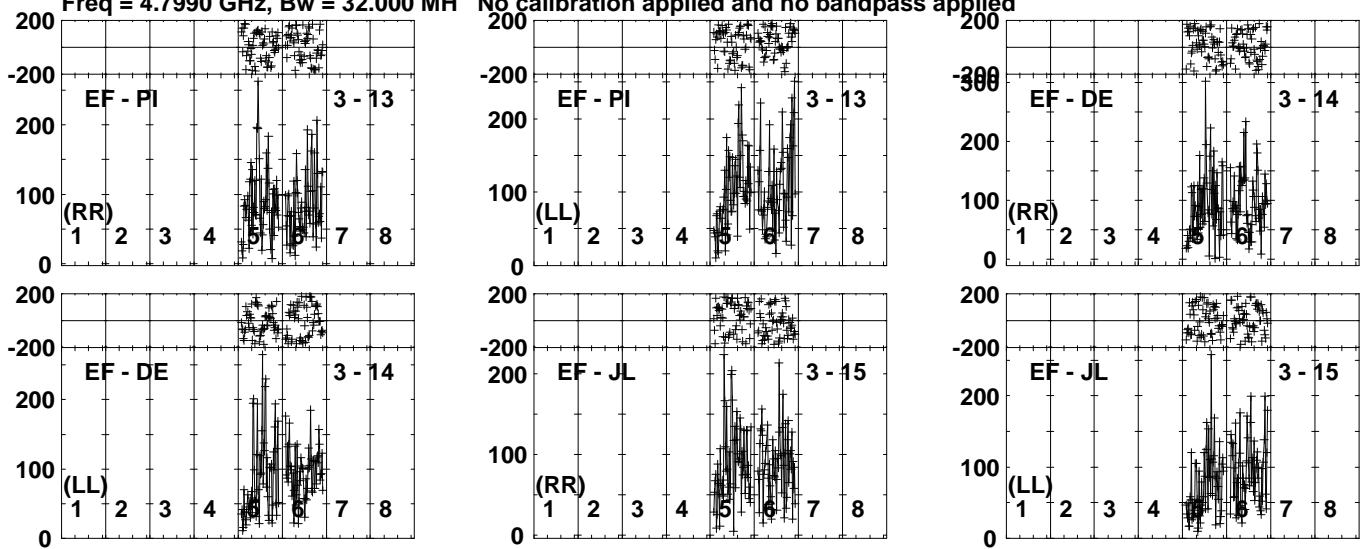 Freq = 4.7990 GHz, Bw = 32.000 MH No calibration applied and no bandpass applied
200
-200
EF - PI 3 - 13
200
100
0
(RR)
1 2 3 4 5 6 7 8
200
-200
EF - PI 3 - 13
200
100
0
(LL)
1 2 3 4 5 6 7 8
200
-200
300
EF - DE 3 - 14
200
100
0
(RR)
1 2 3 4 5 6 7 8
200
-200
EF - DE 3 - 14
200
100
0
(LL)
1 2 3 4 5 6 7 8
200
-200
EF - JL 3 - 15
200
100
0
(RR)
1 2 3 4 5 6 7 8
200
-200
EF - JL 3 - 15
200
100
0
(LL)
1 2 3 4 5 6 7 8